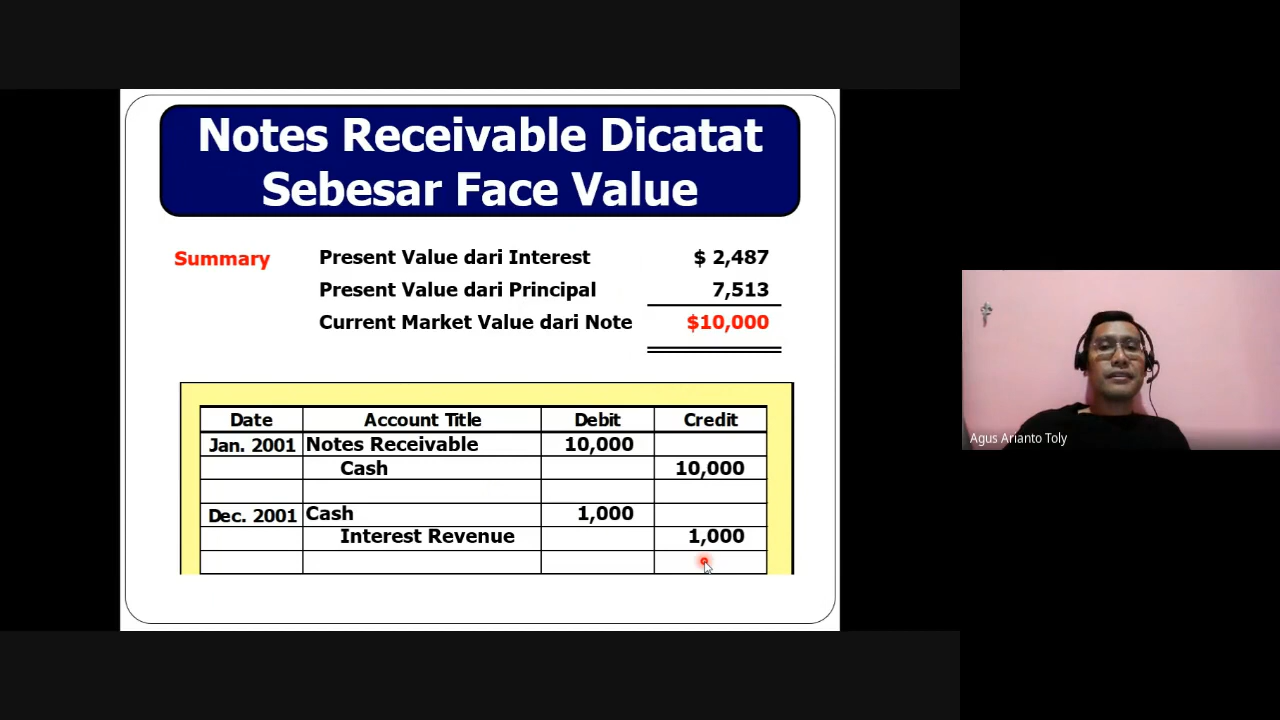 Notes Receivable Dicatat
Sebesar Face Value
Summary
Present Value dari Interest $ 2,487
Present Value dari Principal 7,513
Current Market Value dari Note $10,000
Date Account Title Debit Credit
Jan. 2001 Notes Receivable 10,000
Cash 10,000
Dec. 2001 Cash 1,000
Interest Revenue 1,000
Agus Arianto Toly